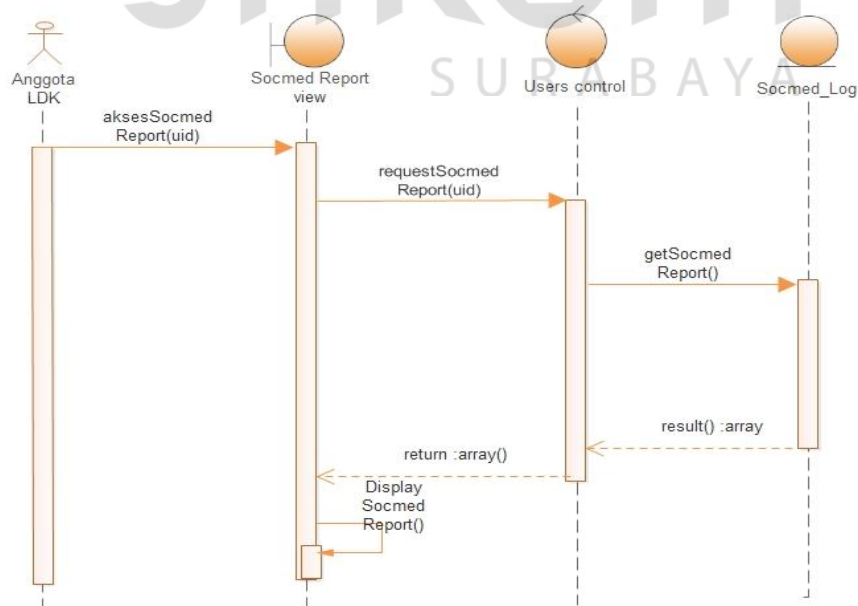 SURABAYA
Anggota
LDK
Socmed Report
view
Users control
Socmed_Log
aksesSocmed
Report(uid)
requestSocmed
Report(uid)
getSocmed
Report()
result() :array
return :array()
Display
Socmed
Report()